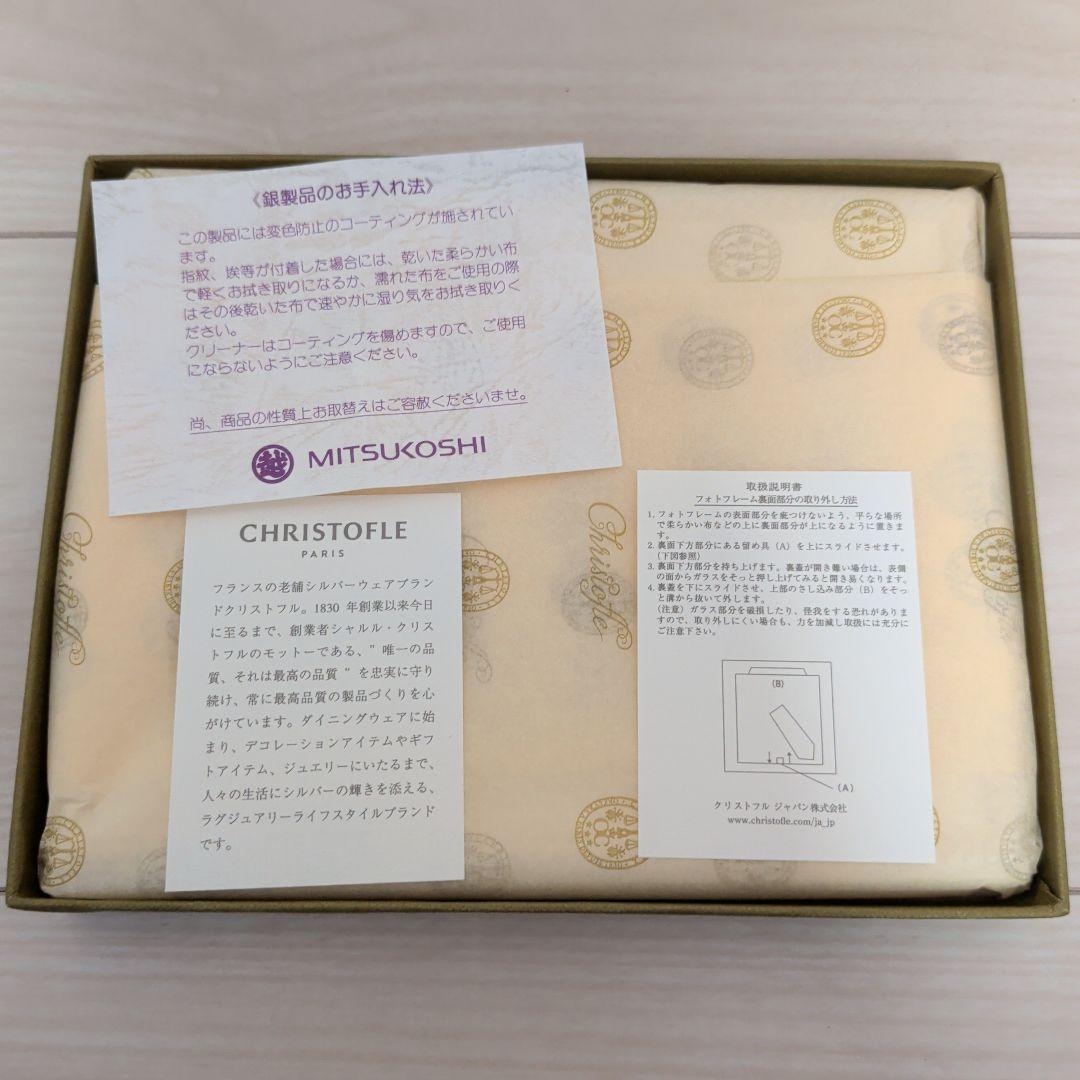 《銀製品のお手入れ法》
この製品には変色防止のコーティングが施されてい
ます。
指紋、埃等が付着した場合には、乾いた柔らかい布
で軽くお拭き取りになるか、濡れた布をご使用の際
はその後乾いた布で速やかに湿り気をお拭き取りく
ださい。
クリーナーはコーティングを傷めますので、ご使用
にならないようにご注意ください。
尚、商品の性質上お取替えはご容赦くださいませ。
越 MITSUKOSHI
CHRISTOFLE
PARIS
フランスの老舗シルバーウェアブラン
ドクリストフル。1830 年創業以来今日
に至るまで、創業者シャルル・クリス
トフルのモットーである、" 唯一の品
質、それは最高の品質 " を忠実に守り
続け、常に最高品質の製品づくりを心
がけています。ダイニングウェアに始
まり、デコレーションアイテムやギフ
トアイテム、ジュエリーにいたるまで、
人々の生活にシルバーの輝きを添える、
ラグジュアリーライフスタイルブランド
です。
Christofle
Christofle
取扱説明書
フォトフレーム裏面部分の取り外し方法
1. フォトフレームの表面部分を疵つけないよう、平らな場所
で柔らかい布などの上に裏面部分が上になるように置きま
す。
2. 裏面下方部分にある留め具（A）を上にスライドさせます。
（下図参照）
3. 裏面下方部分を持ち上げます。裏蓋が開き難い場合は、表側
の面からガラスをそっと押し上げてみると開き易くなります。
4. 裏蓋を下にスライドさせ、上部のさし込み部分（B）をそっ
と溝から抜いて外します。
（注意）ガラス部分を破損したり、怪我をする恐れがありま
すので、取り外しにくい場合も、力を加減し取扱には充分に
ご注意下さい。
(B)
(A)
クリストフル ジャパン株式会社
www.christofle.com/ja_jp